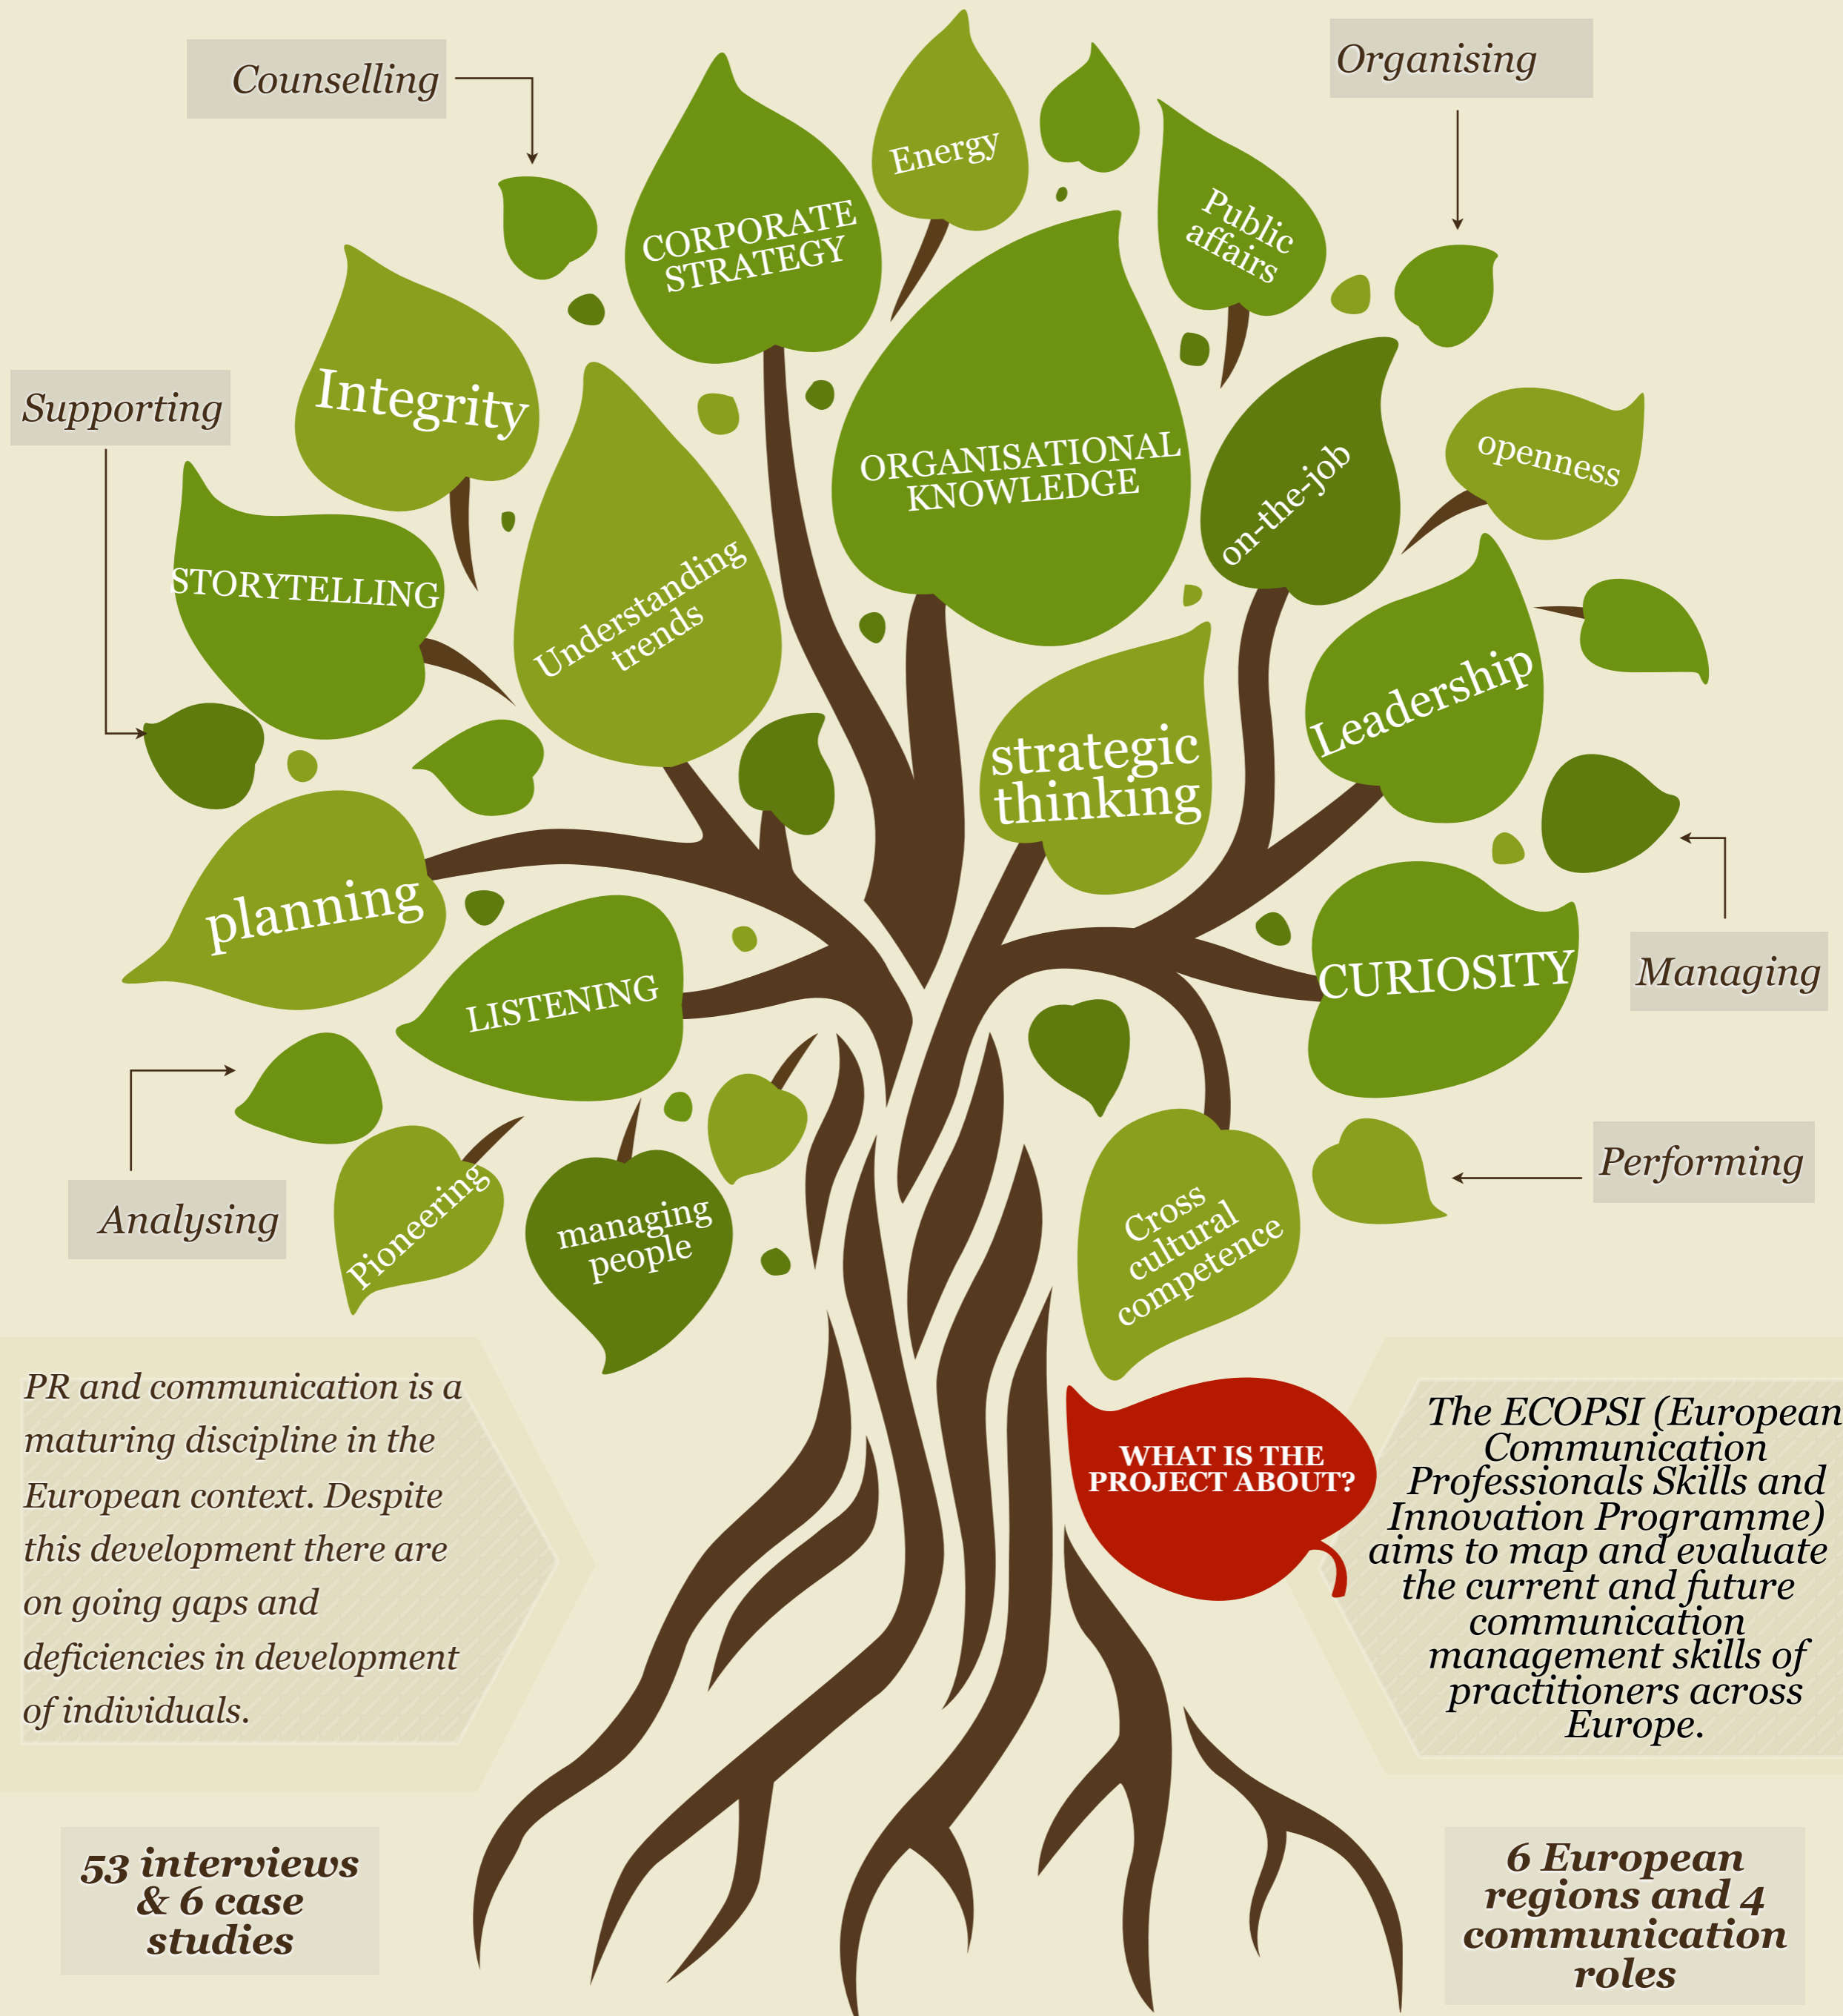 Counselling
Organising
Energy
CORPORATE
STRATEGY
Public
affairs
Supporting
Integrity
ORGANISATIONAL
KNOWLEDGE
on-the-job
openness
STORYTELLING
Understanding
trends
Leadership
strategic
thinking
planning
LISTENING
CURIOSITY
Managing
Analysing
Performing
Pioneering
managing
people
Cross
cultural
competence
PR and communication is a
maturing discipline in the
European context. Despite
this development there are
on going gaps and
deficiencies in development
of individuals.
WHAT IS THE
PROJECT ABOUT?
The ECOPSI (European
Communication
Professionals Skills and
Innovation Programme)
aims to map and evaluate
the current and future
communication
management skills of
practitioners across
Europe.
53 interviews
& 6 case
studies
6 European
regions and 4
communication
roles